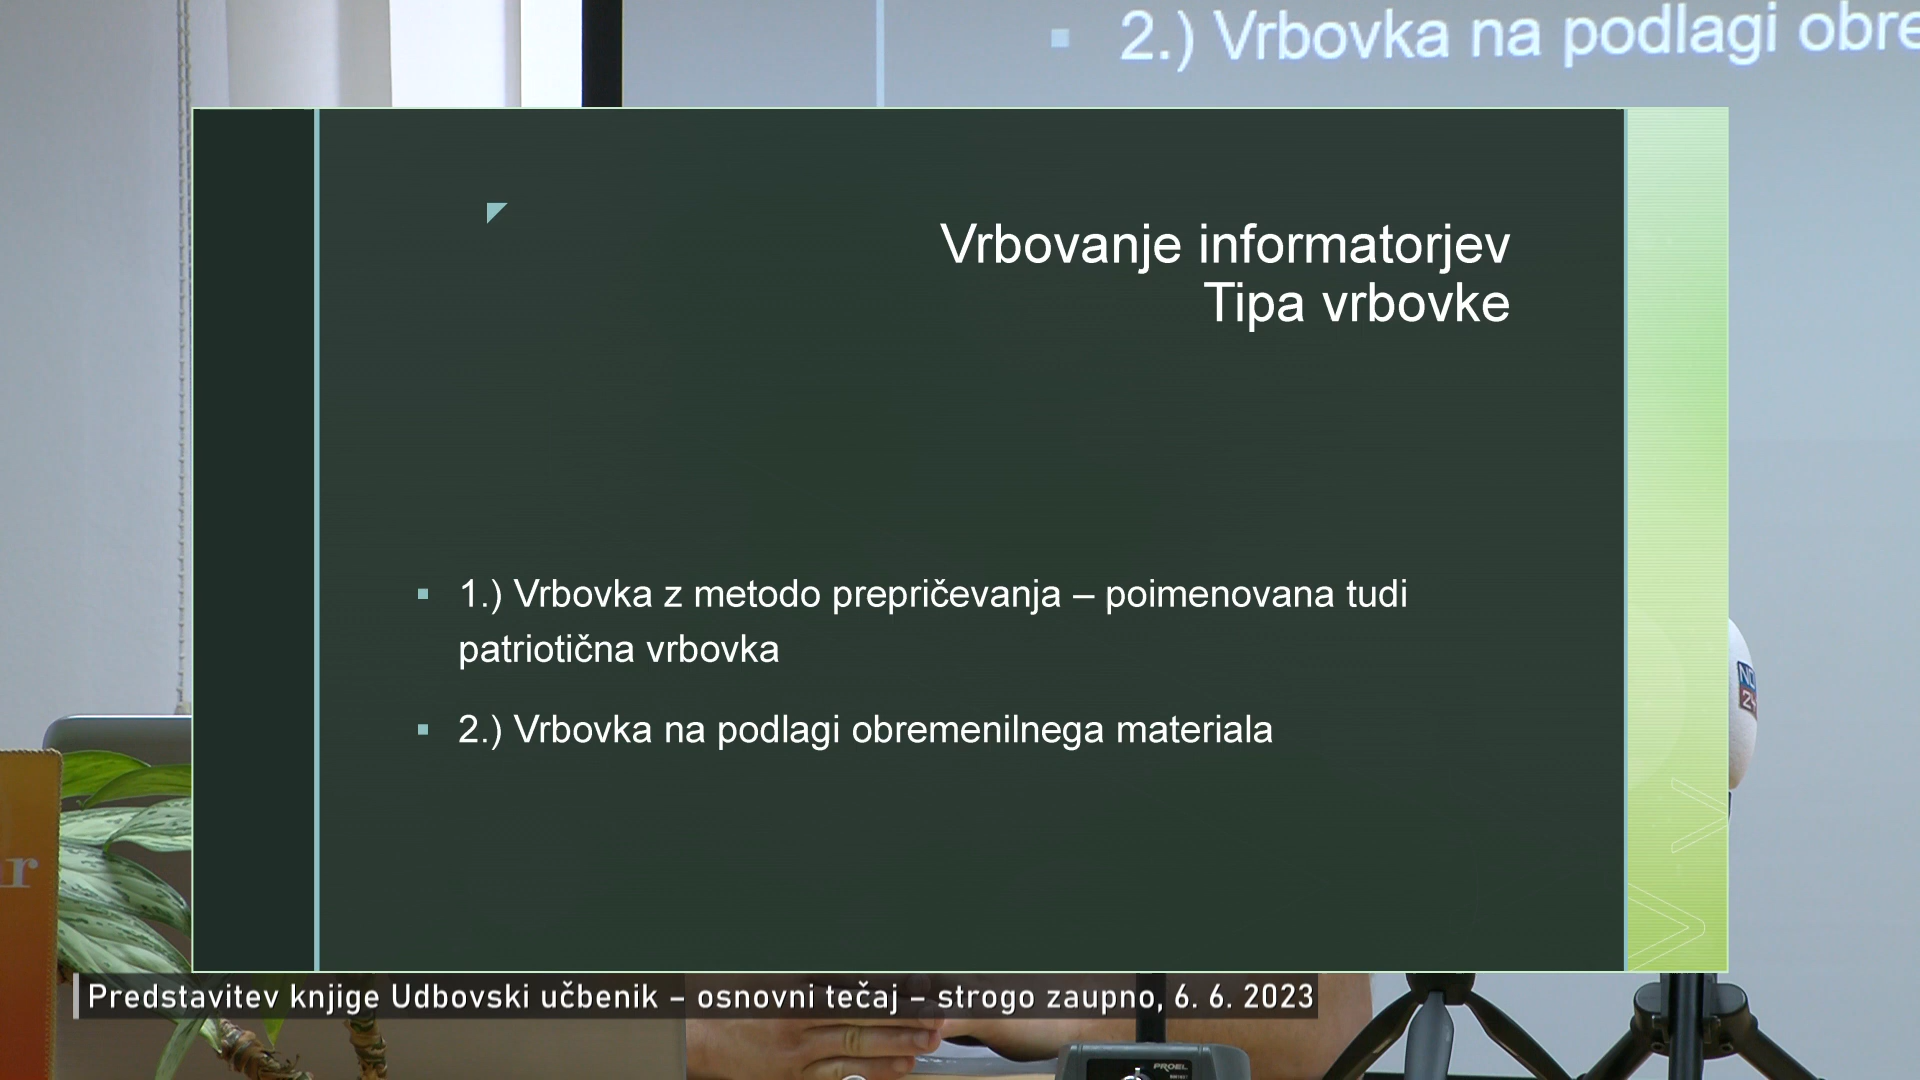 2.) Vrbovka na podlagi obre
Vrbovanje informatorjev
Tipa vrbovke
1.) Vrbovka z metodo prepričevanja – poimenovana tudi
patriotična vrbovka
2.) Vrbovka na podlagi obremenilnega materiala
Predstavitev knjige Udbovski učbenik – osnovni tečaj – strogo zaupno, 6. 6. 2023
PROEL